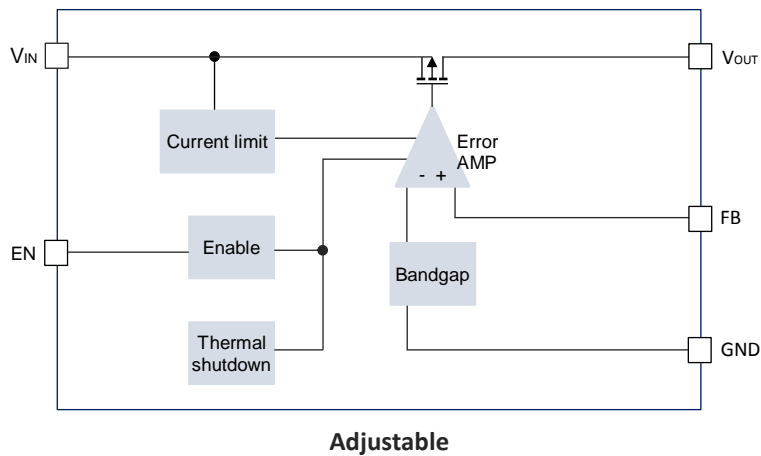 VIN
VOUT
Current limit
Error
AMP
- +
EN
Enable
FB
Bandgap
Thermal
shutdown
GND
Adjustable